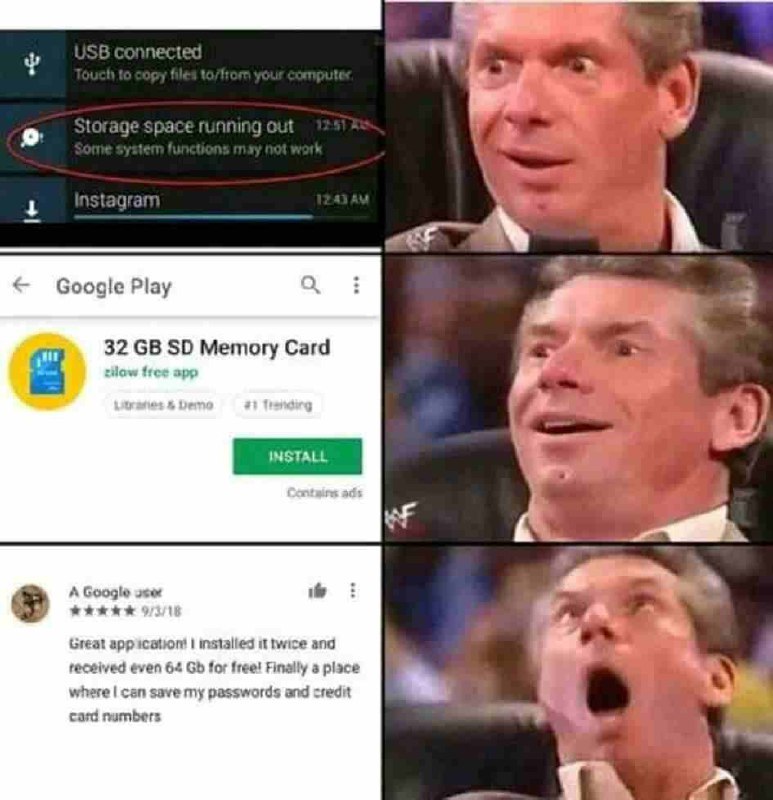 USB connected
Touch to copy files to/from your computer.
Storage space running out 12:51 AM
Some system functions may not work
Instagram 12:43 AM
Google Play
32 GB SD Memory Card
zilow free app
Libraries & Demo #1 Trending
INSTALL
Contains ads
A Google user
★★★★★ 9/3/18
Great application! I installed it twice and
received even 64 Gb for free! Finally a place
where I can save my passwords and credit
card numbers